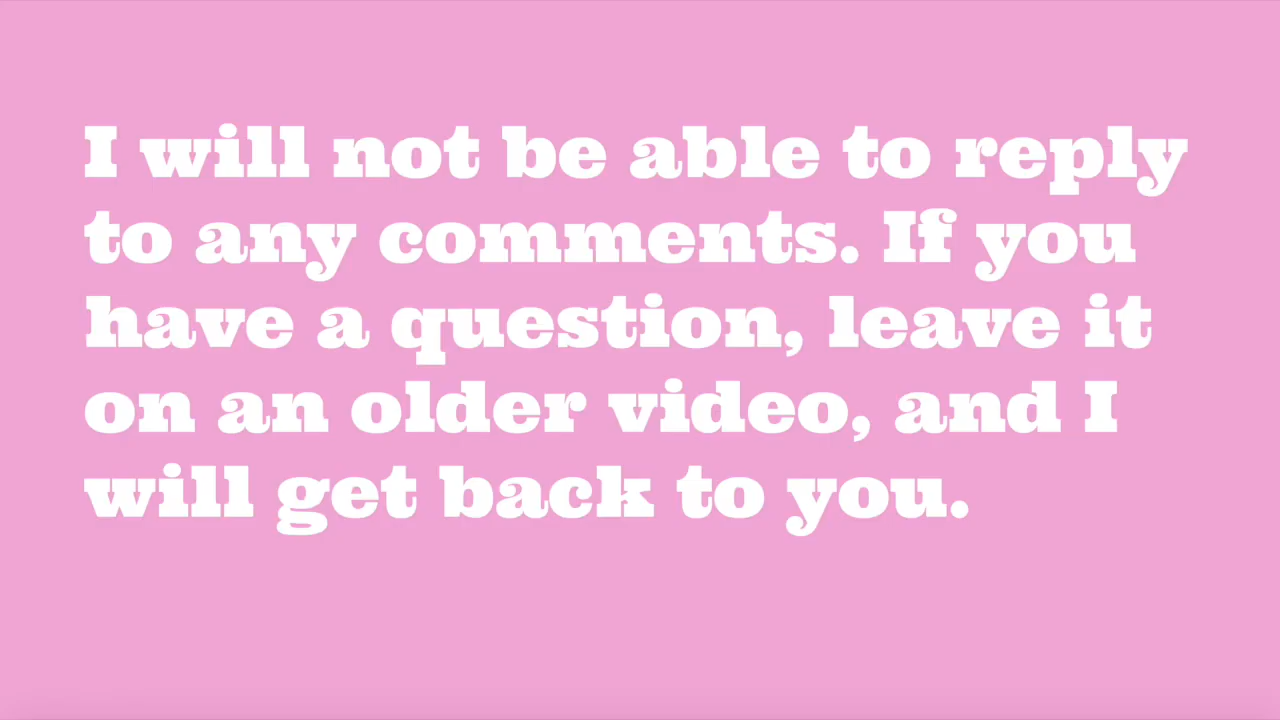 I will not be able to reply
to any comments. If you
have a question, leave it
on an older video, and I
will get back to you.